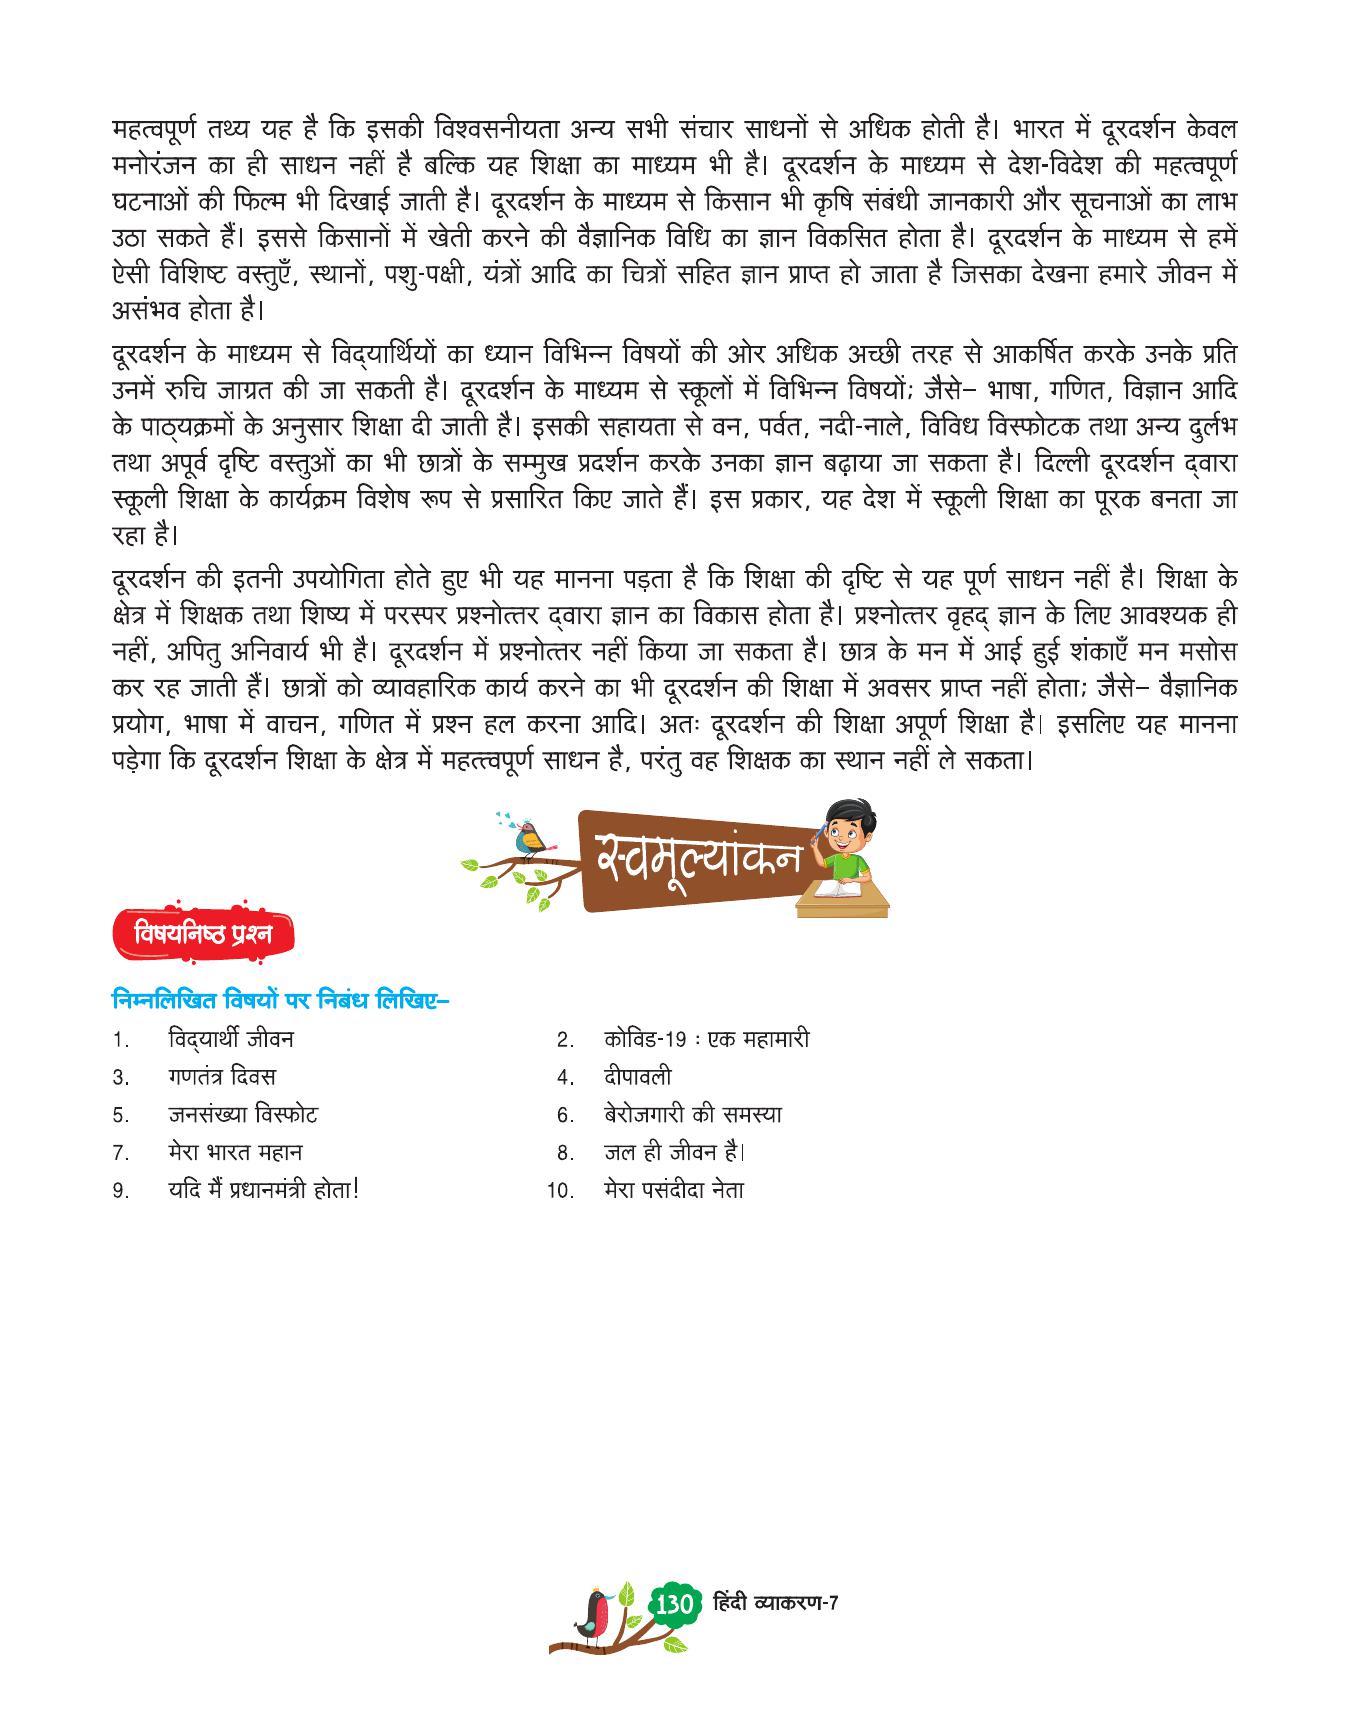 महत्वपूर्ण तथ्य यह है कि इसकी विश्वसनीयता अन्य सभी संचार साधनों से अधिक होती है। भारत में दूरदर्शन केवल
मनोरंजन का ही साधन नहीं है बल्कि यह शिक्षा का माध्यम भी है। दूरदर्शन के माध्यम से देश-विदेश की महत्वपूर्ण
घटनाओं की फिल्म भी दिखाई जाती है। दूरदर्शन के माध्यम से किसान भी कृषि संबंधी जानकारी और सूचनाओं का लाभ
उठा सकते हैं। इससे किसानों में खेती करने की वैज्ञानिक विधि का ज्ञान विकसित होता है। दूरदर्शन के माध्यम से हमें
ऐसी विशिष्ट वस्तुएँ, स्थानों, पशु-पक्षी, यंत्रों आदि का चित्रों सहित ज्ञान प्राप्त हो जाता है जिसका देखना हमारे जीवन में
असंभव होता है।
दूरदर्शन के माध्यम से विद्‌यार्थियों का ध्यान विभिन्न विषयों की ओर अधिक अच्छी तरह से आकर्षित करके उनके प्रति
उनमें रुचि जाग्रत की जा सकती है। दूरदर्शन के माध्यम से स्कूलों में विभिन्न विषयों; जैसे– भाषा, गणित, विज्ञान आदि
के पाठ्यक्रमों के अनुसार शिक्षा दी जाती है। इसकी सहायता से वन, पर्वत, नदी-नाले, विविध विस्फोटक तथा अन्य दुर्लभ
तथा अपूर्व दृष्टि वस्तुओं का भी छात्रों के सम्मुख प्रदर्शन करके उनका ज्ञान बढ़ाया जा सकता है। दिल्ली दूरदर्शन द्‌वारा
स्कूली शिक्षा के कार्यक्रम विशेष रूप से प्रसारित किए जाते हैं। इस प्रकार, यह देश में स्कूली शिक्षा का पूरक बनता जा
रहा है।
दूरदर्शन की इतनी उपयोगिता होते हुए भी यह मानना पड़ता है कि शिक्षा की दृष्टि से यह पूर्ण साधन नहीं है। शिक्षा के
क्षेत्र में शिक्षक तथा शिष्य में परस्पर प्रश्नोत्तर द्‌वारा ज्ञान का विकास होता है। प्रश्नोत्तर वृहद् ज्ञान के लिए आवश्यक ही
नहीं, अपितु अनिवार्य भी है। दूरदर्शन में प्रश्नोत्तर नहीं किया जा सकता है। छात्र के मन में आई हुई शंकाएँ मन मसोस
कर रह जाती हैं। छात्रों को व्यावहारिक कार्य करने का भी दूरदर्शन की शिक्षा में अवसर प्राप्त नहीं होता; जैसे– वैज्ञानिक
प्रयोग, भाषा में वाचन, गणित में प्रश्न हल करना आदि। अतः दूरदर्शन की शिक्षा अपूर्ण शिक्षा है। इसलिए यह मानना
पड़ेगा कि दूरदर्शन शिक्षा के क्षेत्र में महत्त्वपूर्ण साधन है, परंतु वह शिक्षक का स्थान नहीं ले सकता।
स्वमूल्यांकन
विषयनिष्ठ प्रश्न
निम्नलिखित विषयों पर निबंध लिखिए–
1. विद्‌यार्थी जीवन 2. कोविड-19 : एक महामारी
3. गणतंत्र दिवस 4. दीपावली
5. जनसंख्या विस्फोट 6. बेरोजगारी की समस्या
7. मेरा भारत महान 8. जल ही जीवन है।
9. यदि मैं प्रधानमंत्री होता! 10. मेरा पसंदीदा नेता
130 हिंदी व्याकरण-7